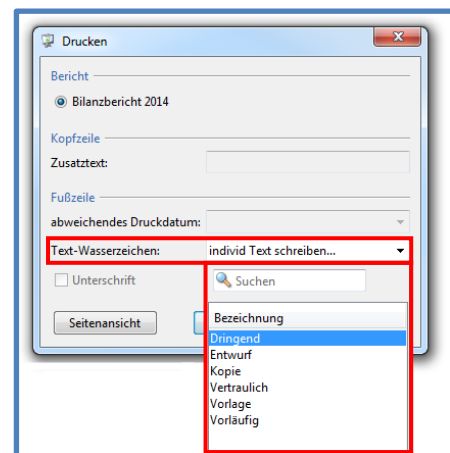 Drucken
Bericht
Bilanzbericht 2014
Kopfzeile
Zusatztext:
Fußzeile
abweichendes Druckdatum:
Text-Wasserzeichen: individ Text schreiben...
Unterschrift
Suchen
Seitenansicht
Bezeichnung
Dringend
Entwurf
Kopie
Vertraulich
Vorlage
Vorläufig